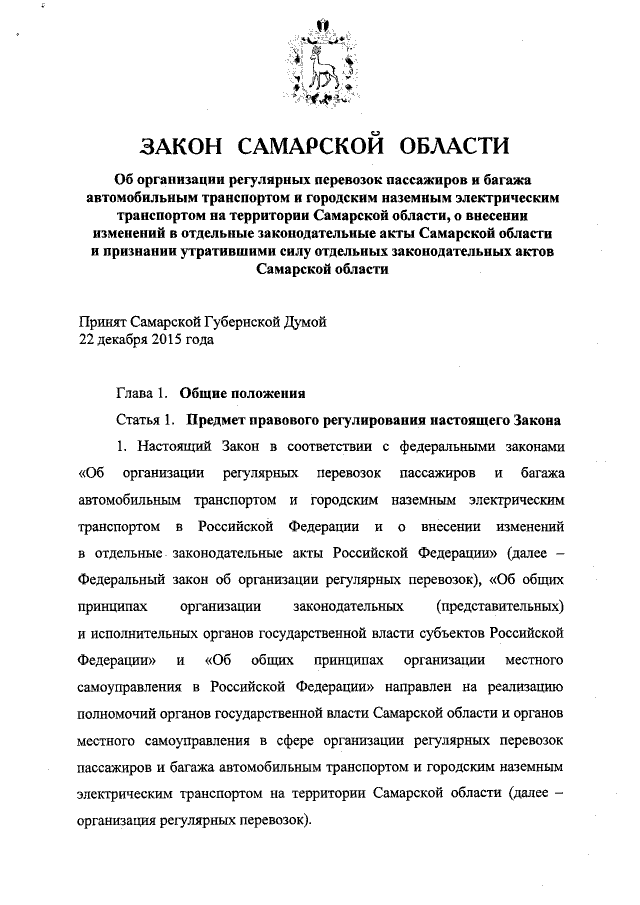 ЗАКОН САМАРСКОЙ ОБЛАСТИ
Об организации регулярных перевозок пассажиров и багажа
автомобильным транспортом и городским наземным электрическим
транспортом на территории Самарской области, о внесении
изменений в отдельные законодательные акты Самарской области
и признании утратившими силу отдельных законодательных актов
Самарской области
Принят Самарской Губернской Думой
22 декабря 2015 года
Глава 1. Общие положения
Статья 1. Предмет правового регулирования настоящего Закона
1. Настоящий Закон в соответствии с федеральными законами
«Об организации регулярных перевозок пассажиров и багажа
автомобильным транспортом и городским наземным электрическим
транспортом в Российской Федерации и о внесении изменений
в отдельные законодательные акты Российской Федерации» (далее –
Федеральный закон об организации регулярных перевозок), «Об общих
принципах организации законодательных (представительных)
и исполнительных органов государственной власти субъектов Российской
Федерации» и «Об общих принципах организации местного
самоуправления в Российской Федерации» направлен на реализацию
полномочий органов государственной власти Самарской области и органов
местного самоуправления в сфере организации регулярных перевозок
пассажиров и багажа автомобильным транспортом и городским наземным
электрическим транспортом на территории Самарской области (далее –
организация регулярных перевозок).